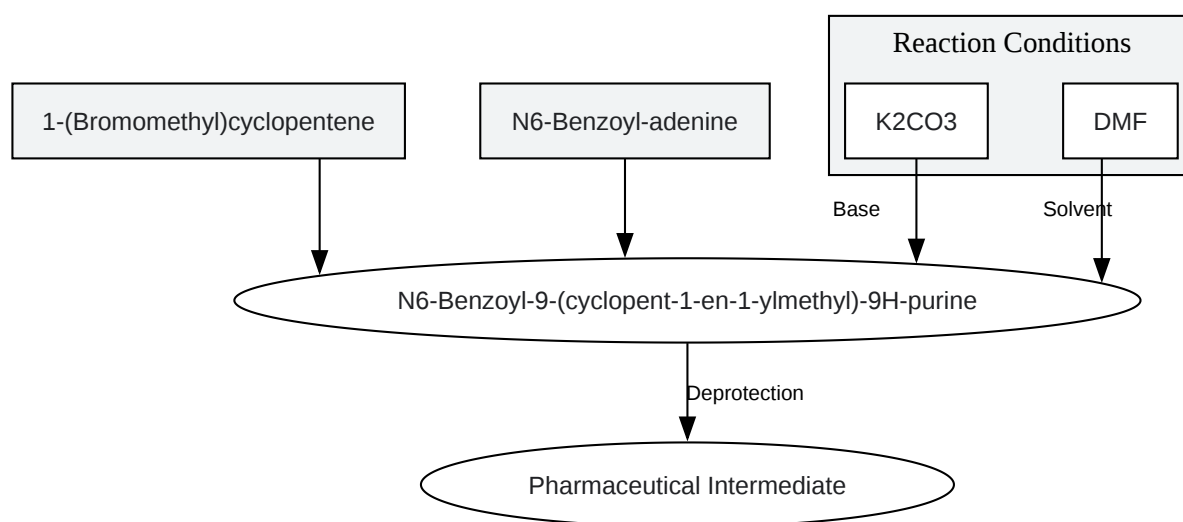 Reaction Conditions
1-(Bromomethyl)cyclopentene
N6-Benzoyl-adenine
K2CO3
DMF
Base
Solvent
N6-Benzoyl-9-(cyclopent-1-en-1-ylmethyl)-9H-purine
Deprotection
Pharmaceutical Intermediate